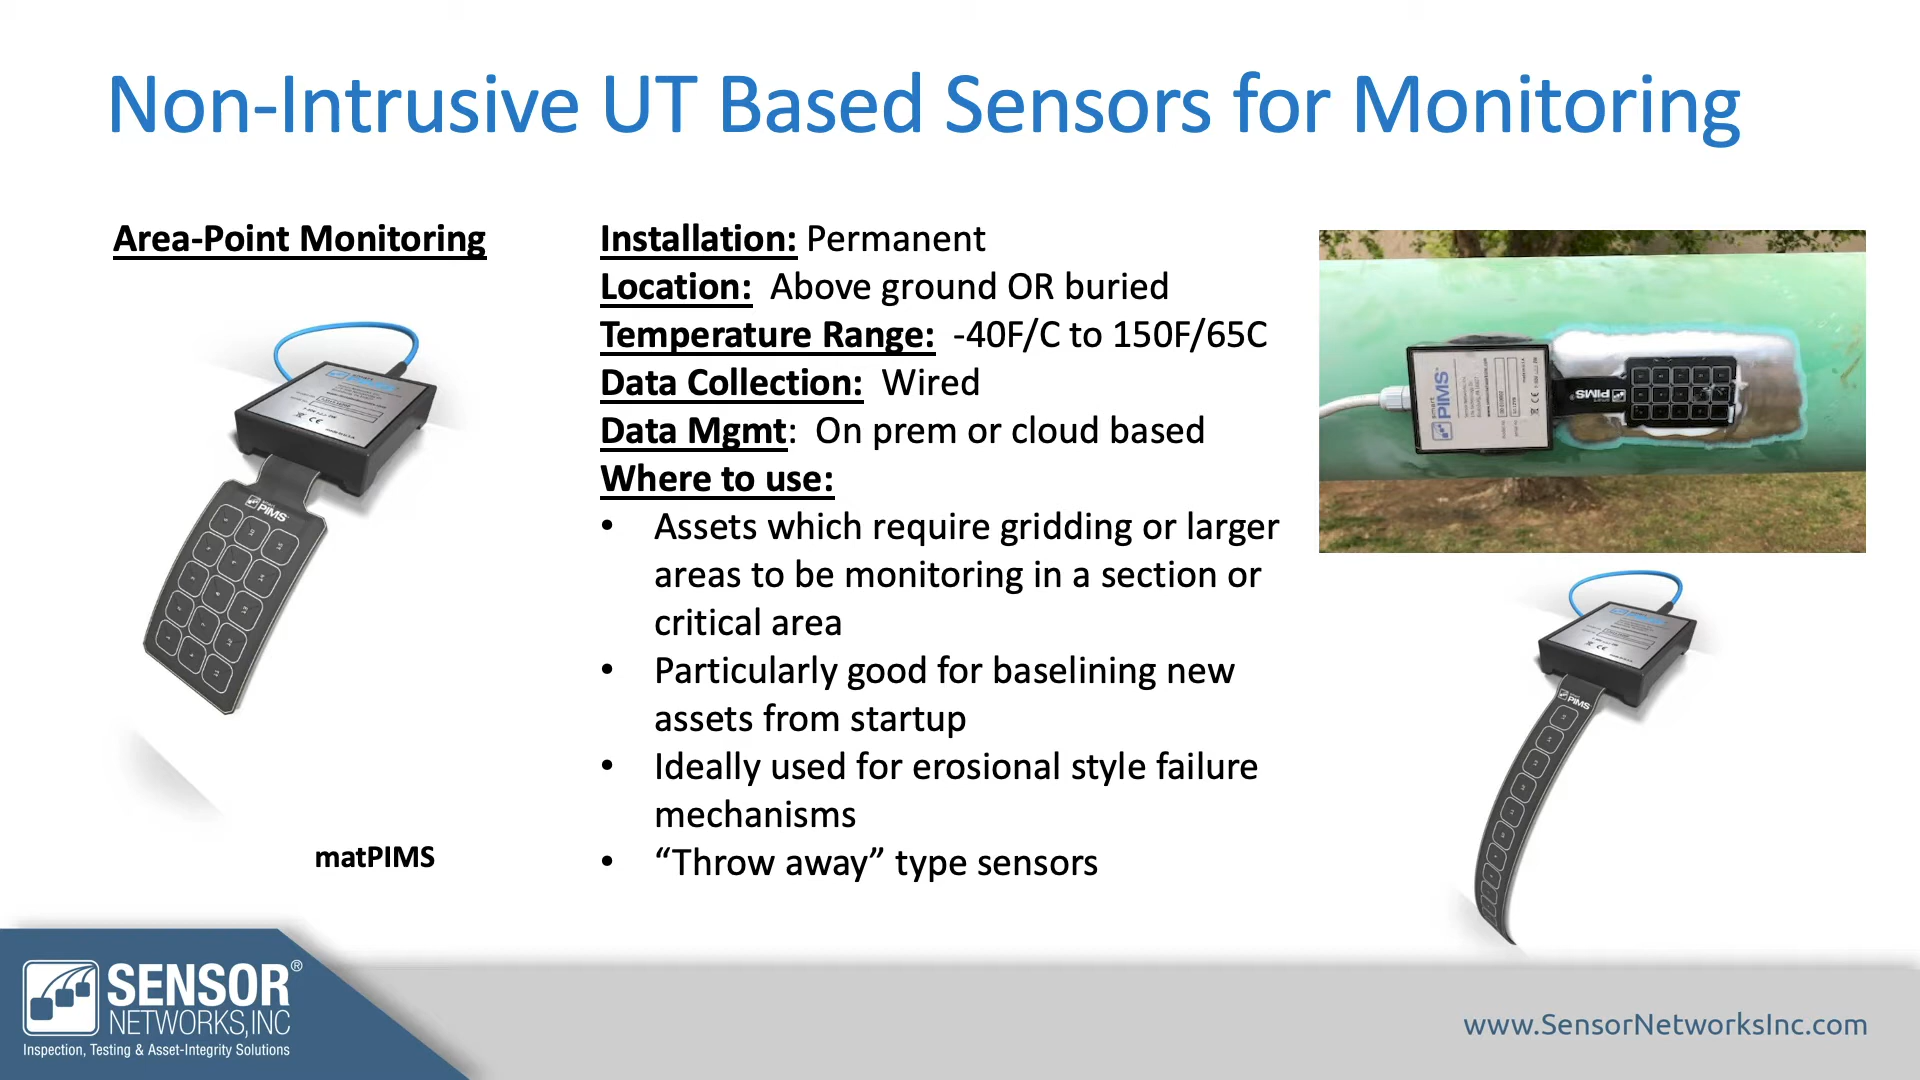 Non-Intrusive UT Based Sensors for Monitoring
Area-Point Monitoring
matPIMS
Installation: Permanent
Location: Above ground OR buried
Temperature Range: -40F/C to 150F/65C
Data Collection: Wired
Data Mgmt: On prem or cloud based
Where to use:
• Assets which require gridding or larger
areas to be monitoring in a section or
critical area
• Particularly good for baselining new
assets from startup
• Ideally used for erosional style failure
mechanisms
• “Throw away” type sensors
smart
PIMS
PIMS
PIMS
PIMS
SENSOR®
NETWORKS,INC
Inspection, Testing & Asset-Integrity Solutions
www.SensorNetworksInc.com